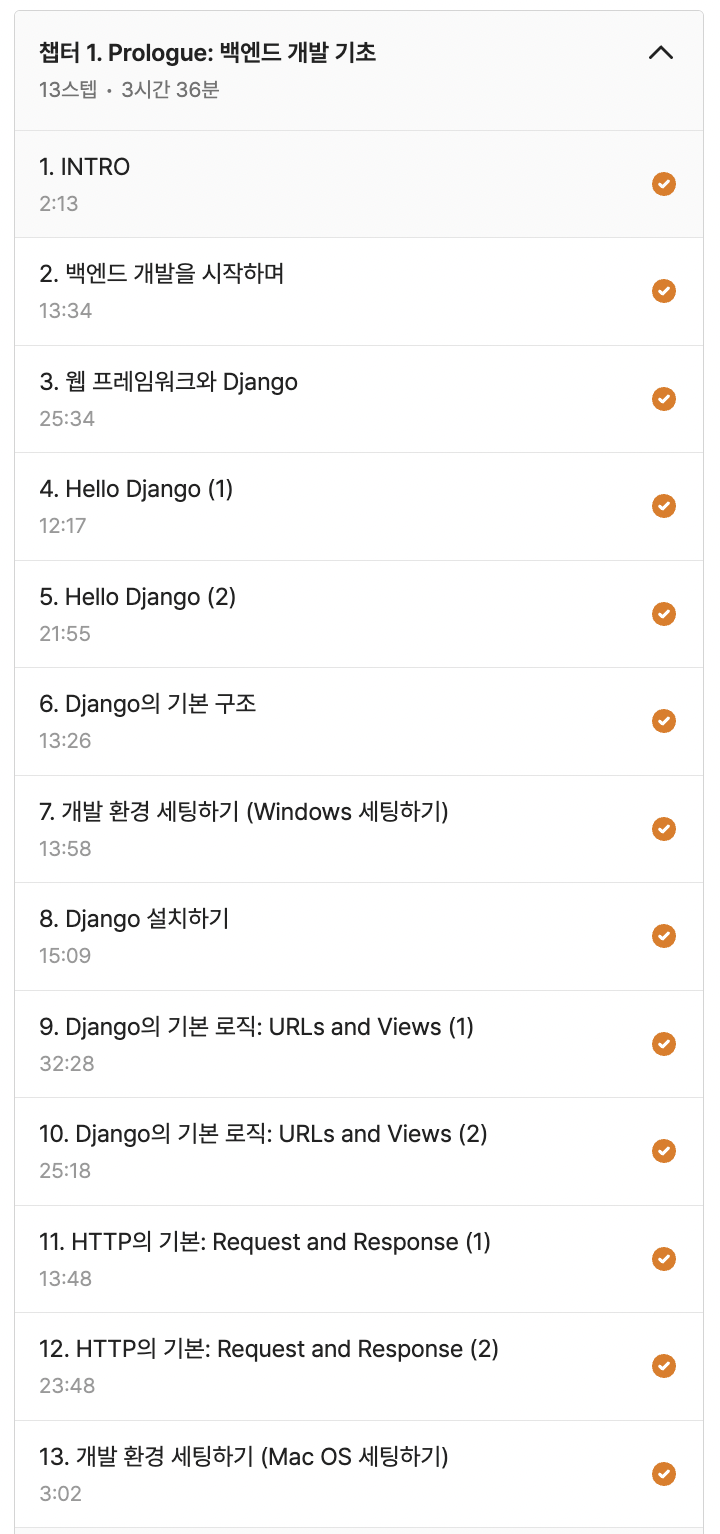 챕터 1. Prologue: 백엔드 개발 기초
13스텝 • 3시간 36분
1. INTRO
2:13
2. 백엔드 개발을 시작하며
13:34
3. 웹 프레임워크와 Django
25:34
4. Hello Django (1)
12:17
5. Hello Django (2)
21:55
6. Django의 기본 구조
13:26
7. 개발 환경 세팅하기 (Windows 세팅하기)
13:58
8. Django 설치하기
15:09
9. Django의 기본 로직: URLs and Views (1)
32:28
10. Django의 기본 로직: URLs and Views (2)
25:18
11. HTTP의 기본: Request and Response (1)
13:48
12. HTTP의 기본: Request and Response (2)
23:48
13. 개발 환경 세팅하기 (Mac OS 세팅하기)
3:02